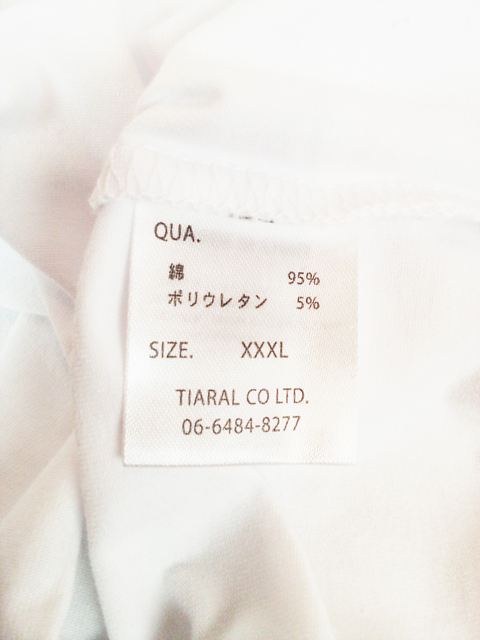 QUA.
綿 95%
ポリウレタン 5%
SIZE. XXXL
TIARAL CO LTD.
06-6484-8277